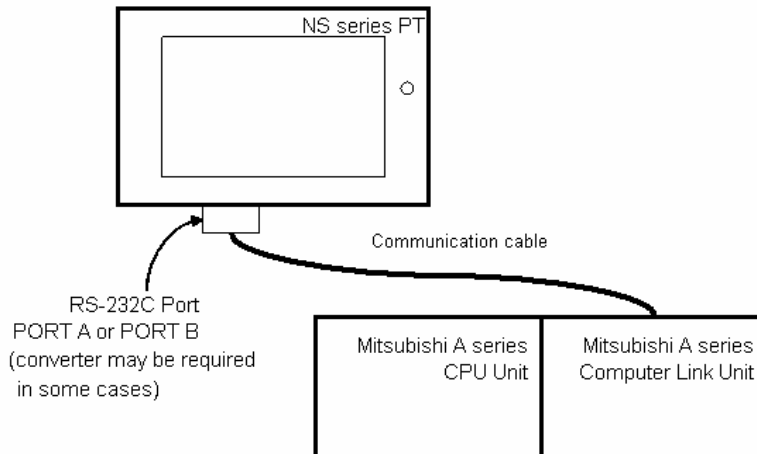 NS series PT
Communication cable
RS-232C Port
PORT A or PORT B
(converter may be required
in some cases)
Mitsubishi A series
CPU Unit
Mitsubishi A series
Computer Link Unit